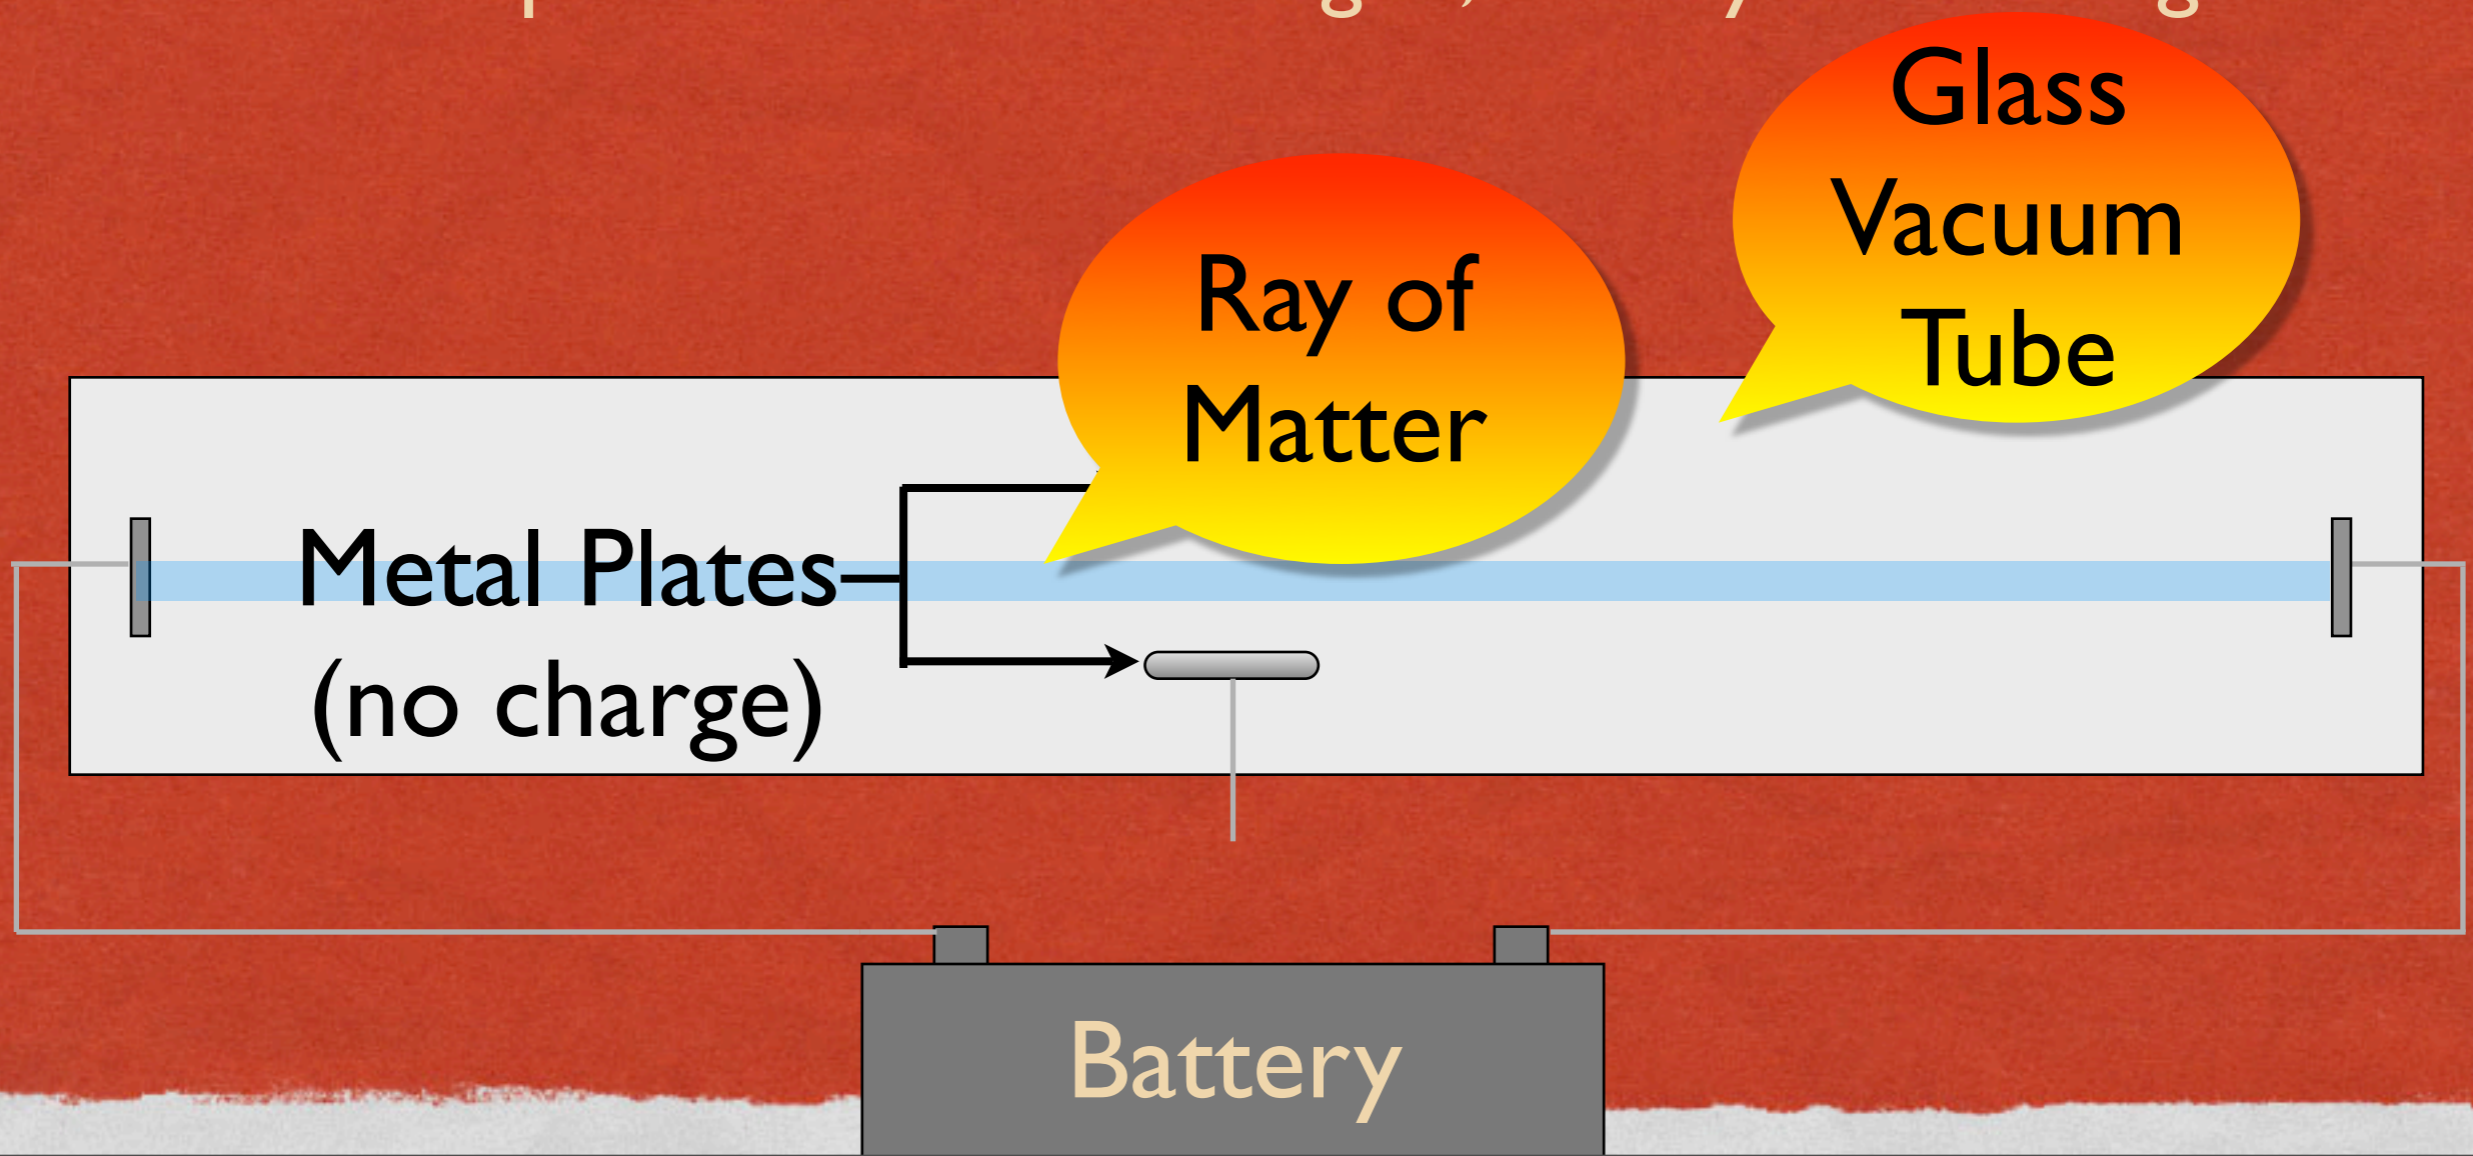 Glass
Vacuum
Tube
Ray of
Matter
Metal Plates
(no charge)
Battery